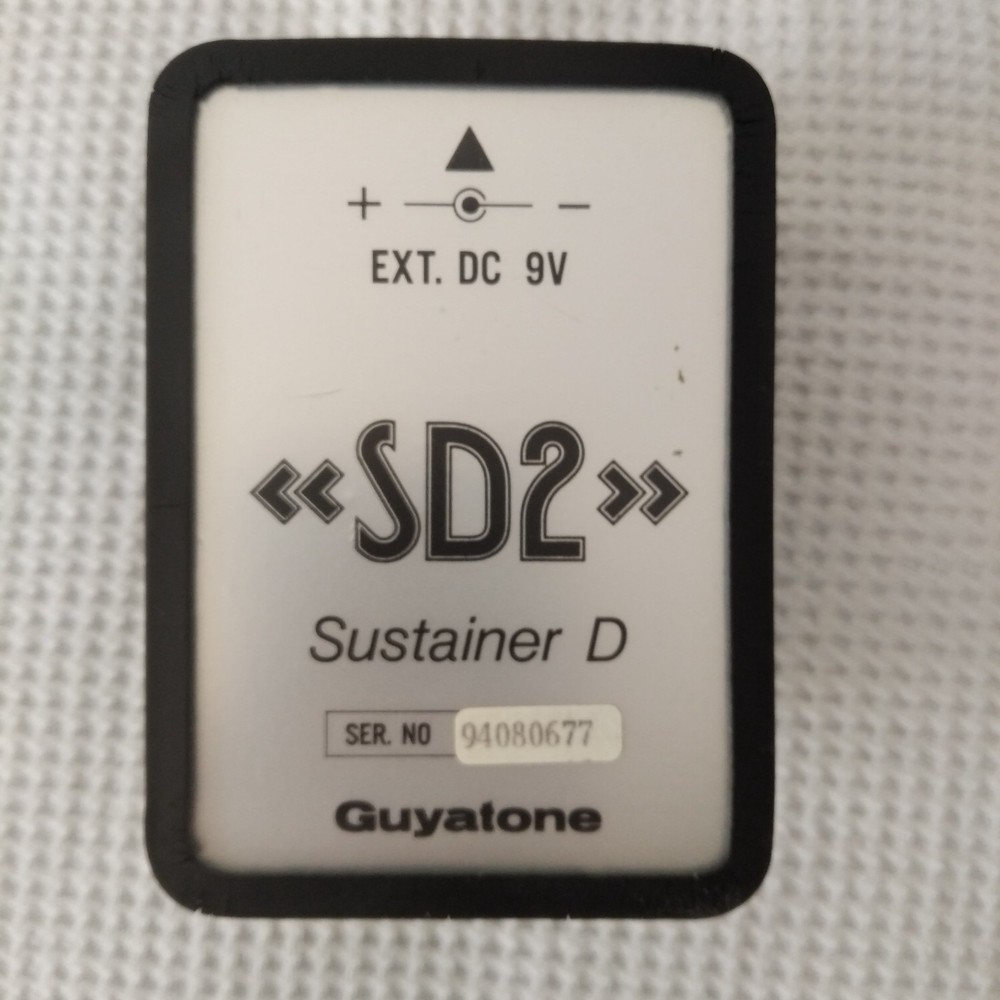 + −
EXT. DC 9V
«SD2»
Sustainer D
SER. NO 94080677
Guyatone